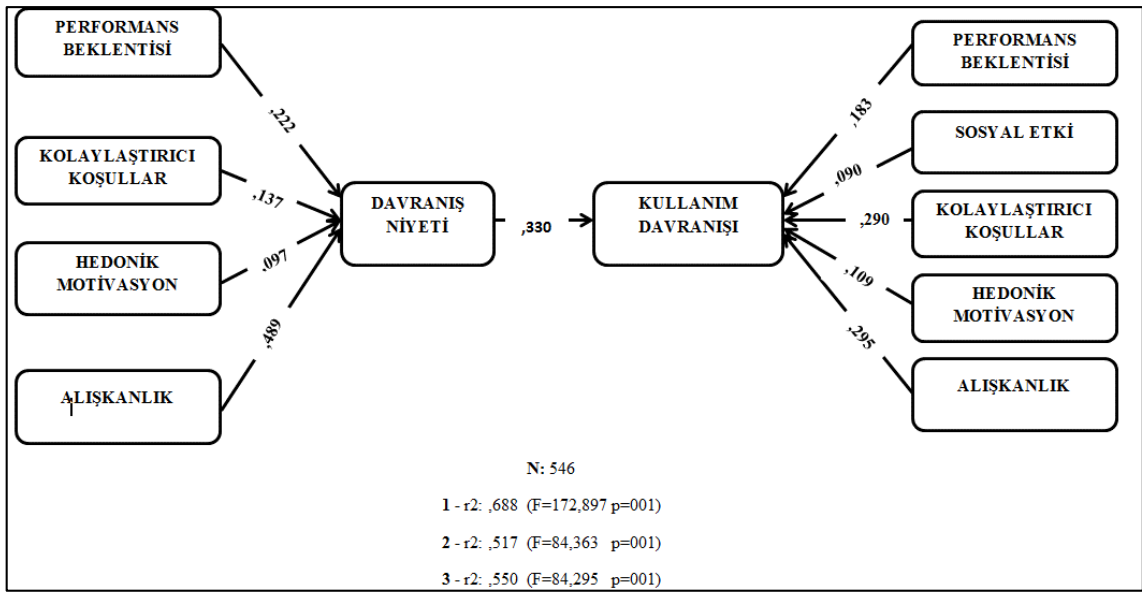 PERFORMANS
BEKLENTİSİ
,222
KOLAYLAŞTIRICI
KOŞULLAR
,137
HEDONİK
MOTİVASYON
,097
ALIŞKANLIK
,489
DAVRANIŞ
NİYETİ
,330
KULLANIM
DAVRANIŞI
PERFORMANS
BEKLENTİSİ
,183
SOSYAL ETKİ
,090
KOLAYLAŞTIRICI
KOŞULLAR
,290
HEDONİK
MOTİVASYON
,109
ALIŞKANLIK
,295
N: 546
1 - r2: ,688 (F=172,897 p=001)
2 - r2: ,517 (F=84,363 p=001)
3 - r2: ,550 (F=84,295 p=001)